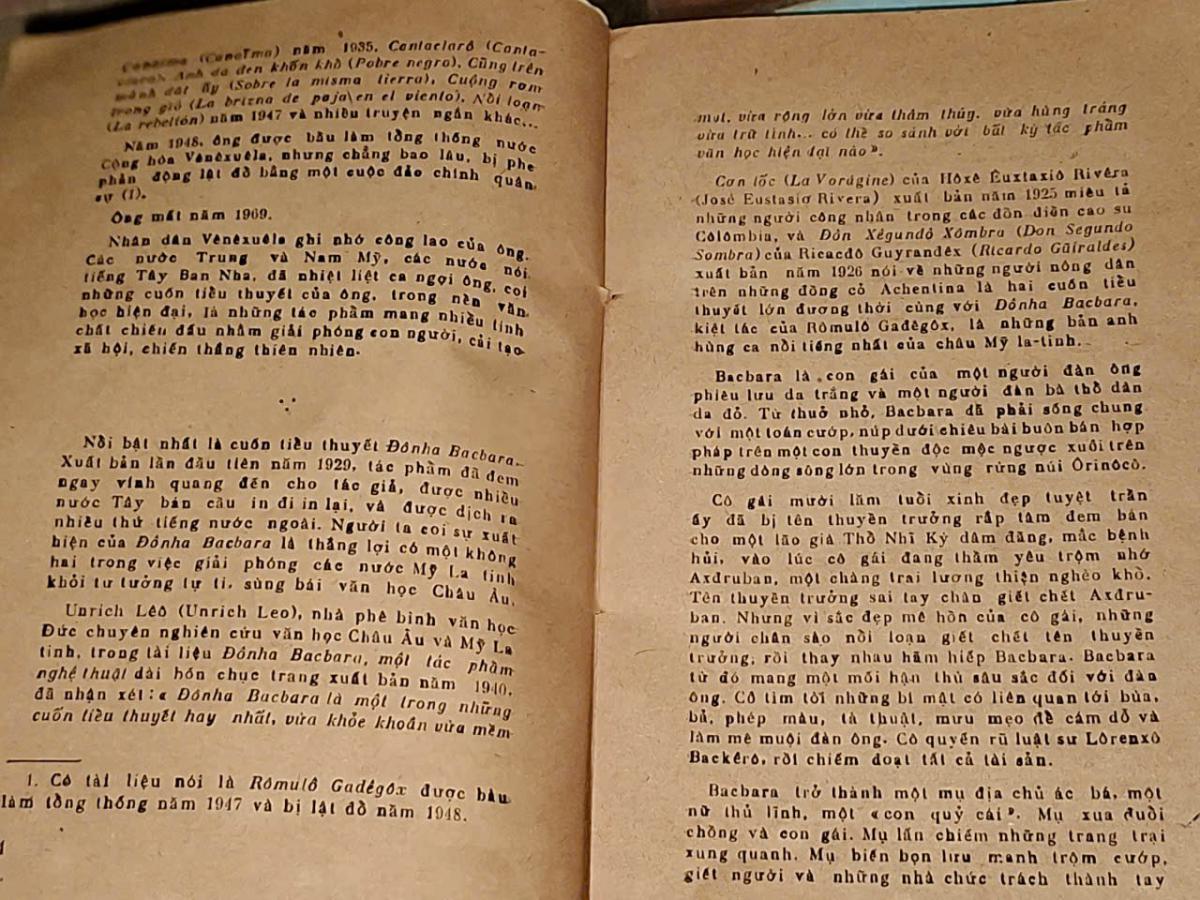 Canaima (Canaïma) năm 1935, Cantaclarô (Canta-
claro), Anh da đen khốn khổ (Pobre negro), Cũng trên
mảnh đất ấy (Sobre la misma tierra), Cuộng rơm
trong gió (La brizna de paja en el viento), Nổi loạn
(La rebelión) năm 1947 và nhiều truyện ngắn khác...
Năm 1948, ông được bầu làm tổng thống nước
Cộng hòa Vênêxuêla, nhưng chẳng bao lâu, bị phe
phản động lật đổ bằng một cuộc đảo chính quân
sự (1).
Ông mất năm 1969.
Nhân dân Vênêxuêla ghi nhớ công lao của ông.
Các nước Trung và Nam Mỹ, các nước nói
tiếng Tây Ban Nha, đã nhiệt liệt ca ngợi ông, coi
những cuốn tiểu thuyết của ông, trong nền văn
học hiện đại, là những tác phẩm mang nhiều tính
chất chiến đấu nhằm giải phóng con người, cải tạo
xã hội, chiến thắng thiên nhiên.
Nổi bật nhất là cuốn tiểu thuyết Đônha Bacbara.
Xuất bản lần đầu tiên năm 1929, tác phẩm đã đem
ngay vinh quang đến cho tác giả, được nhiều
nước Tây bán cầu in đi in lại, và được dịch ra
nhiều thứ tiếng nước ngoài. Người ta coi sự xuất
hiện của Đônha Bacbara là thắng lợi có một không
hai trong việc giải phóng các nước Mỹ La tinh
khỏi tư tưởng tự ti, sùng bái văn học Châu Âu.
Unrich Lêô (Unrich Leo), nhà phê bình văn học
Đức chuyên nghiên cứu văn học Châu Âu và Mỹ La
tinh, trong tài liệu Đônha Bacbara, một tác phẩm
nghệ thuật dài hón chục trang xuất bản năm 1940,
đã nhận xét: « Đônha Bacbara là một trong những
cuốn tiểu thuyết hay nhất, vừa khỏe khoắn vừa mềm
1. Có tài liệu nói là Rômulô Gađêgôx được bầu
làm tổng thống năm 1947 và bị lật đổ năm 1948.
mại, vừa rộng lớn vừa thâm thúy, vừa hùng tráng
vừa trữ tình... có thể so sánh với bất kỳ tác phẩm
văn học hiện đại nào ».
Cơn lốc (La Vorágine) của Hôxê Êuxtaxiô Rivêra
(José Eustasio Rivera) xuất bản năm 1925 miêu tả
những người công nhân trong các đồn điền cao su
Côlômbia, và Đôn Xêgunđô Xômbra (Don Segundo
Sombra) của Ricacđô Guyranđêx (Ricardo Güiraldes)
xuất bản năm 1926 nói về những người nông dân
trên những đồng cỏ Achentina là hai cuốn tiểu
thuyết lớn đương thời cùng với Đônha Bacbara,
kiệt tác của Rômulô Gađêgôx, là những bản anh
hùng ca nổi tiếng nhất của châu Mỹ la-tinh.
Bacbara là con gái của một người đàn ông
phiêu lưu da trắng và một người đàn bà thổ dân
da đỏ. Từ thuở nhỏ, Bacbara đã phải sống chung
với một toán cướp, núp dưới chiêu bài buôn bán hợp
pháp trên một con thuyền độc mộc ngược xuôi trên
những dòng sông lớn trong vùng rừng núi Ôrinôcô.
Cô gái mười lăm tuổi xinh đẹp tuyệt trần
ấy đã bị tên thuyền trưởng rắp tâm đem bán
cho một lão già Thổ Nhĩ Kỳ dâm đãng, mắc bệnh
hủi, vào lúc cô gái đang thầm yêu trộm nhớ
Axđruban, một chàng trai lương thiện nghèo khổ.
Tên thuyền trưởng sai tay chân giết chết Axđru-
ban. Nhưng vì sắc đẹp mê hồn của cô gái, những
người chân sào nổi loạn giết chết tên thuyền
trưởng, rồi thay nhau hãm hiếp Bacbara. Bacbara
từ đó mang một mối hận thù sâu sắc đối với đàn
ông. Cô tìm tòi những bí mật có liên quan tới bùa,
bả, phép màu, tà thuật, mưu mẹo để cám dỗ và
làm mê muội đàn ông. Cô quyến rũ luật sư Lôrenxô
Backêrô, rồi chiếm đoạt tất cả tài sản.
Bacbara trở thành một mụ địa chủ ác bá, một
nữ thủ lĩnh, một « con quỷ cái ». Mụ xua đuổi
chồng và con gái. Mụ lấn chiếm những trang trại
xung quanh. Mụ biến bọn lưu manh trộm cướp,
giết người và những nhà chức trách thành tay